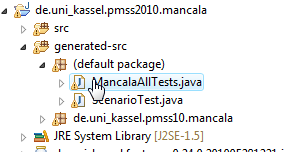 de.uni_kassel.pmss2010.mancala
src
generated-src
(default package)
MancalaAllTests.java
ScenarioTest.java
de.uni_kassel.pmss10.mancala
JRE System Library [J2SE-1.5]